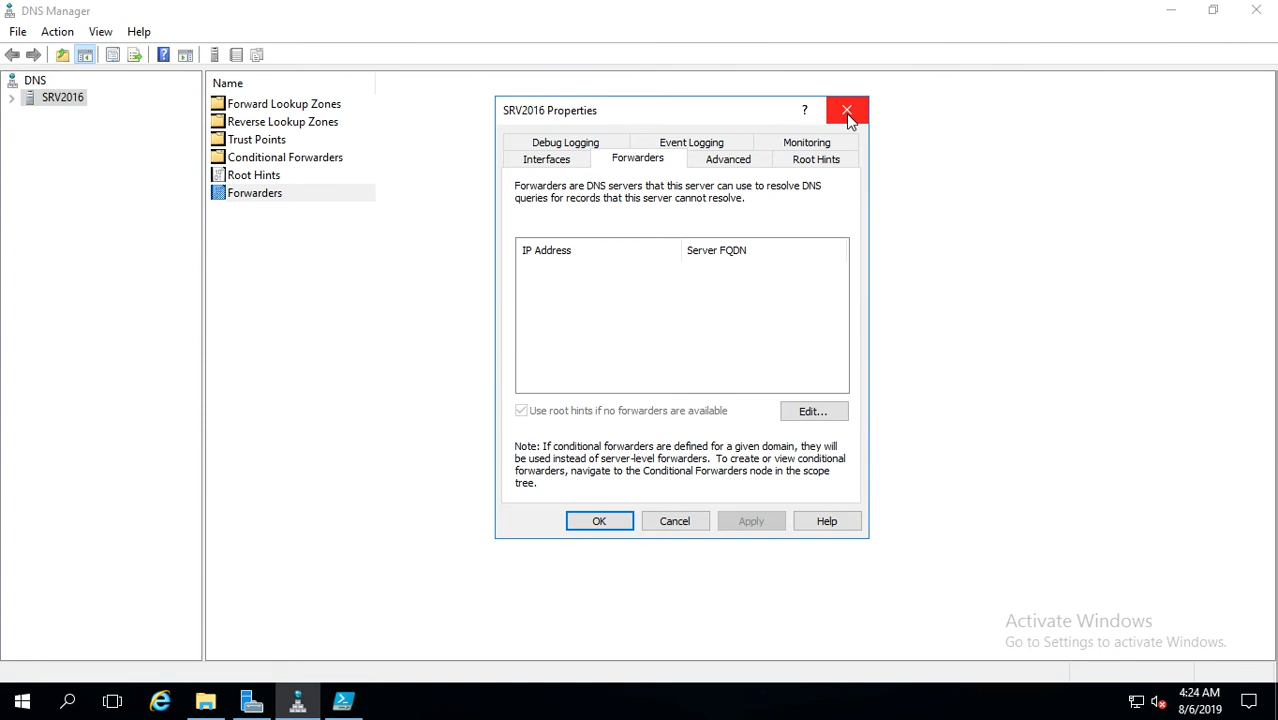 DNS Manager
File Action View Help
DNS
SRV2016
Name
Forward Lookup Zones
Reverse Lookup Zones
Trust Points
Conditional Forwarders
Root Hints
Forwarders
SRV2016 Properties
?
Debug Logging Event Logging Monitoring
Interfaces Forwarders Advanced Root Hints
Forwarders are DNS servers that this server can use to resolve DNS
queries for records that this server cannot resolve.
IP Address Server FQDN
Use root hints if no forwarders are available
Edit...
Note: If conditional forwarders are defined for a given domain, they will
be used instead of server-level forwarders. To create or view conditional
forwarders, navigate to the Conditional Forwarders node in the scope
tree.
OK Cancel Apply Help
Activate Windows
Go to Settings to activate Windows.
4:24 AM
8/6/2019